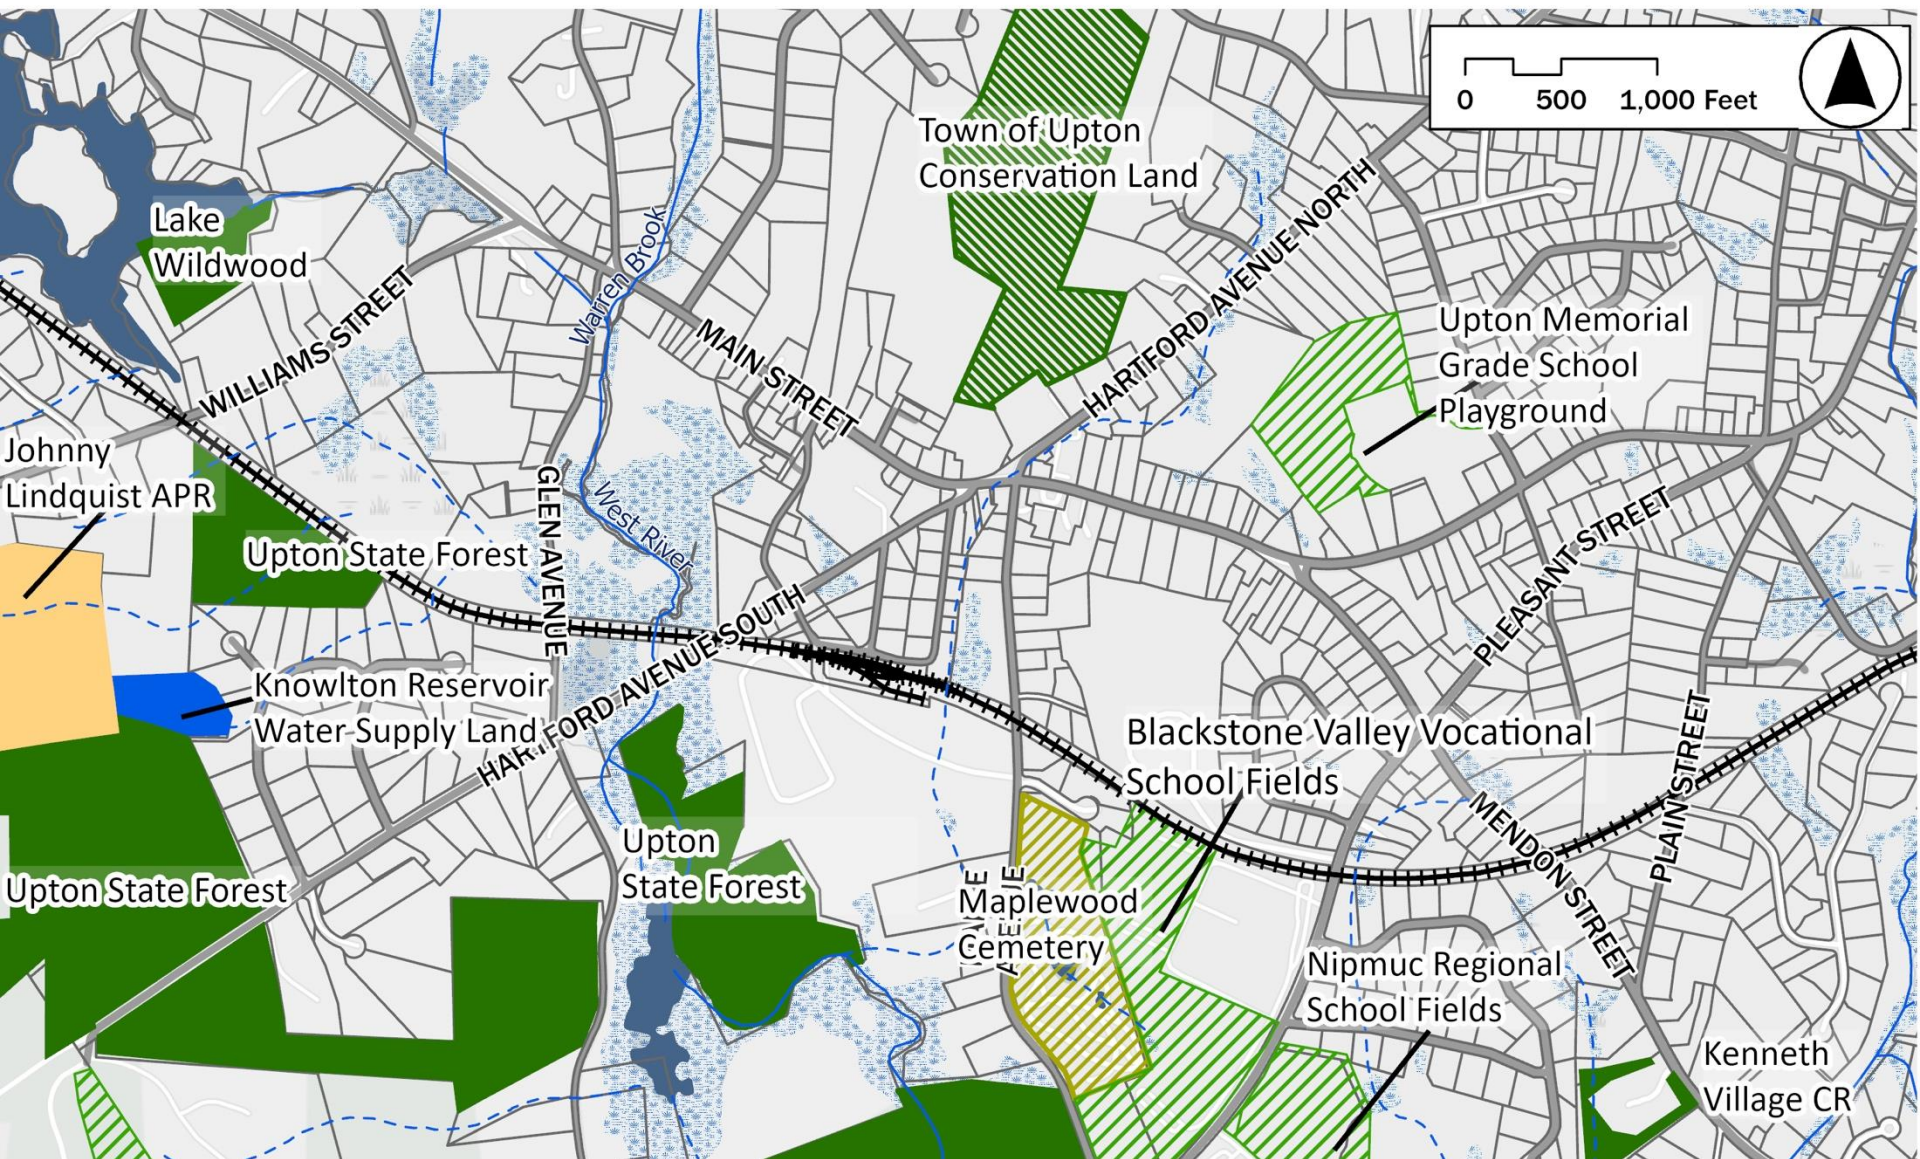 0 500 1,000 Feet
Town of Upton
Conservation Land
Lake
Wildwood
Warren Brook
HARTFORD AVENUE NORTH
WILLIAMS STREET
MAIN STREET
Upton Memorial
Grade School
Playground
Johnny
Lindquist APR
Upton State Forest
GLEN AVENUE
West River
PLEASANT STREET
HARTFORD AVENUE SOUTH
Knowlton Reservoir
Water Supply Land
Blackstone Valley Vocational
School Fields
PLAIN STREET
MENDON STREET
Upton
State Forest
Upton State Forest
Maplewood
Cemetery
Nipmuc Regional
School Fields
Kenneth
Village CR